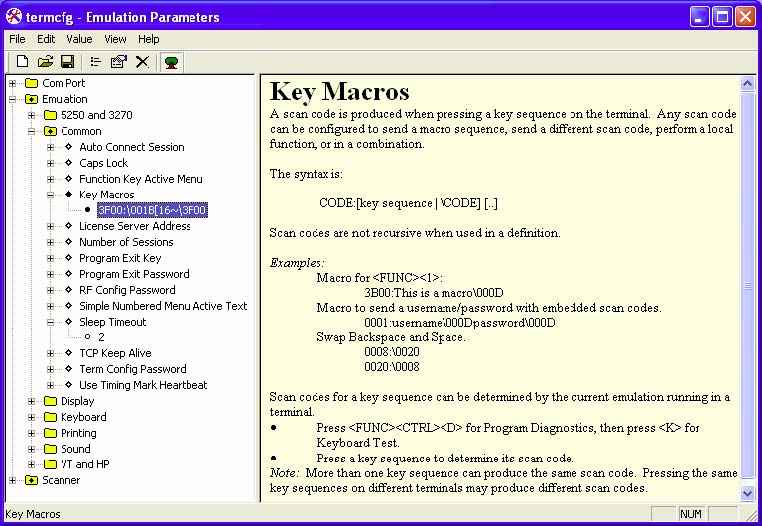 termcfg - Emulation Parameters
File Edit Value View Help
Com Port
Emuation
5250 and 3270
Common
Auto Connect Session
Caps Lock
Function Key Active Menu
Key Macros
3F00:\001B[16~\3F00
License Server Address
Number of Sessions
Program Exit Key
Program Exit Password
RF Config Password
Simple Numbered Menu Active Text
Sleep Timeout
2
TCP Keep Alive
Term Config Password
Use Timing Mark Heartbeat
Display
Keyboard
Printing
Sound
VT and HP
Scanner
Key Macros
A scan code is produced when pressing a key sequence on the terminal. Any scan code
can be configured to send a macro sequence, send a different scan code, perform a local
function, or in a combination.
The syntax is:
CODE:[key sequence | \CODE] [..]
Scan codes are not recursive when used in a definition.
Examples:
Macro for <FUNC><1>:
3B00:This is a macro\000D
Macro to send a username/password with embedded scan codes.
0001:username\000Dpassword\000D
Swap Backspace and Space.
0008:\0020
0020:\0008
Scan codes for a key sequence can be determined by the current emulation running in a
terminal.
• Press <FUNC><CTRL><D> for Program Diagnostics, then press <K> for
Keyboard Test.
• Press a key sequence to determine its scan code.
Note: More than one key sequence can produce the same scan code. Pressing the same
key sequences on different terminals may produce different scan codes.
Key Macros
NUM